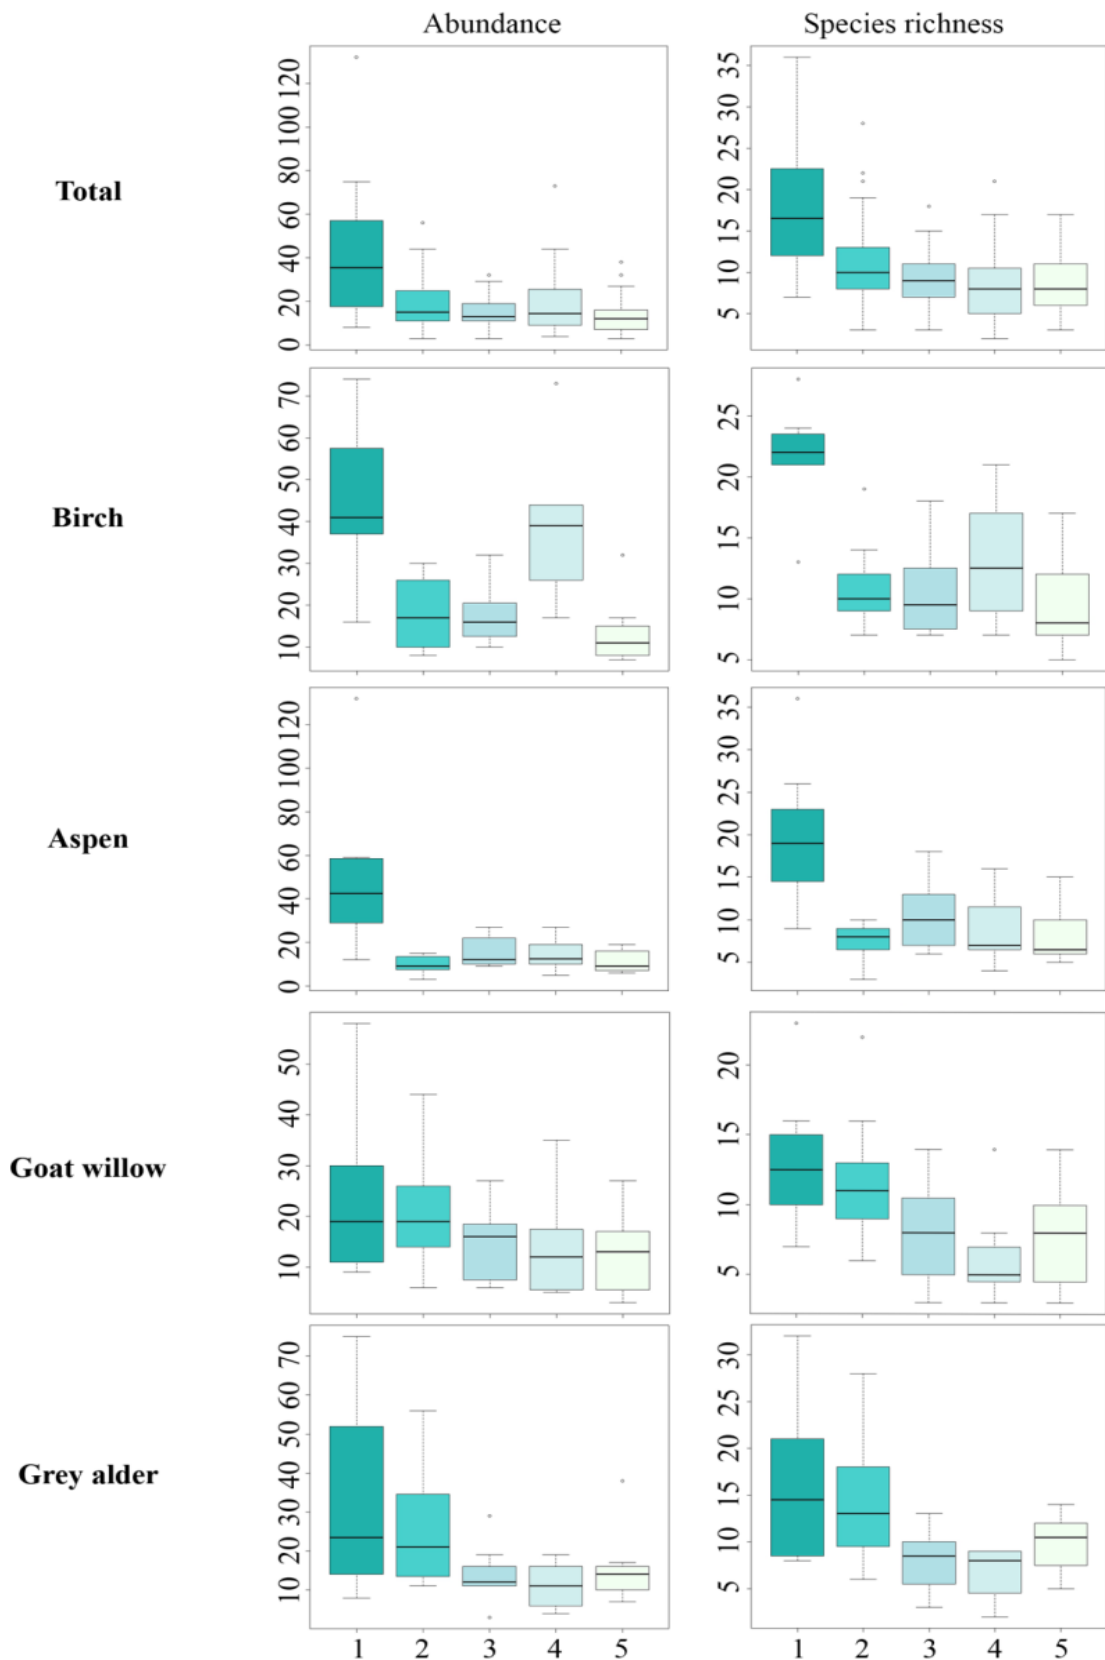 Abundance Species richness
Total
0 20 40 60 80 100 120
5 10 15 20 25 30 35
Birch
10 20 30 40 50 60 70
5 10 15 20 25
Aspen
0 20 40 60 80 100 120
5 10 15 20 25 30 35
Goat willow
10 20 30 40 50
5 10 15 20
Grey alder
10 20 30 40 50 60 70
5 10 15 20 25 30
1 2 3 4 5 1 2 3 4 5